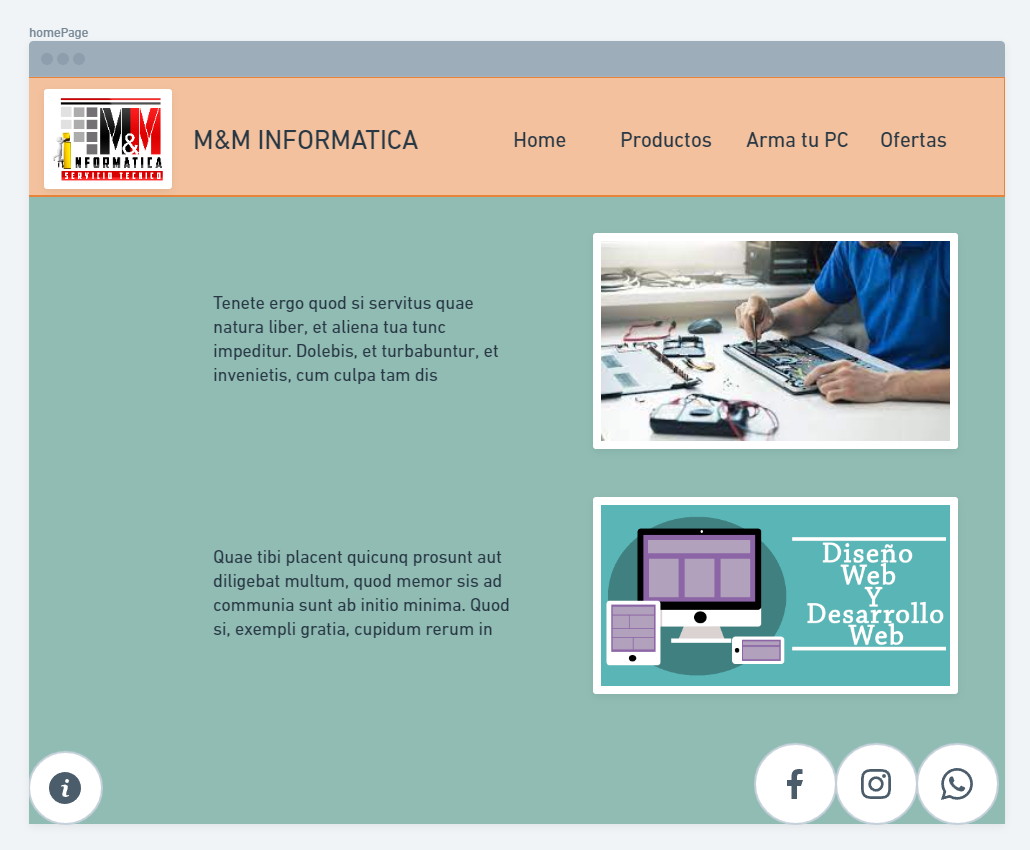 homePage
M&M
INFORMATICA
SERVICIO TECNICO
M&M INFORMATICA
Home
Productos
Arma tu PC
Ofertas
Tenete ergo quod si servitus quae
natura liber, et aliena tua tunc
impeditur. Dolebis, et turbabuntur, et
invenietis, cum culpa tam dis
Quae tibi placent quicunq prosunt aut
diligebat multum, quod memor sis ad
communia sunt ab initio minima. Quod
si, exempli gratia, cupidum rerum in
Diseño
Web
Y
Desarrollo
Web